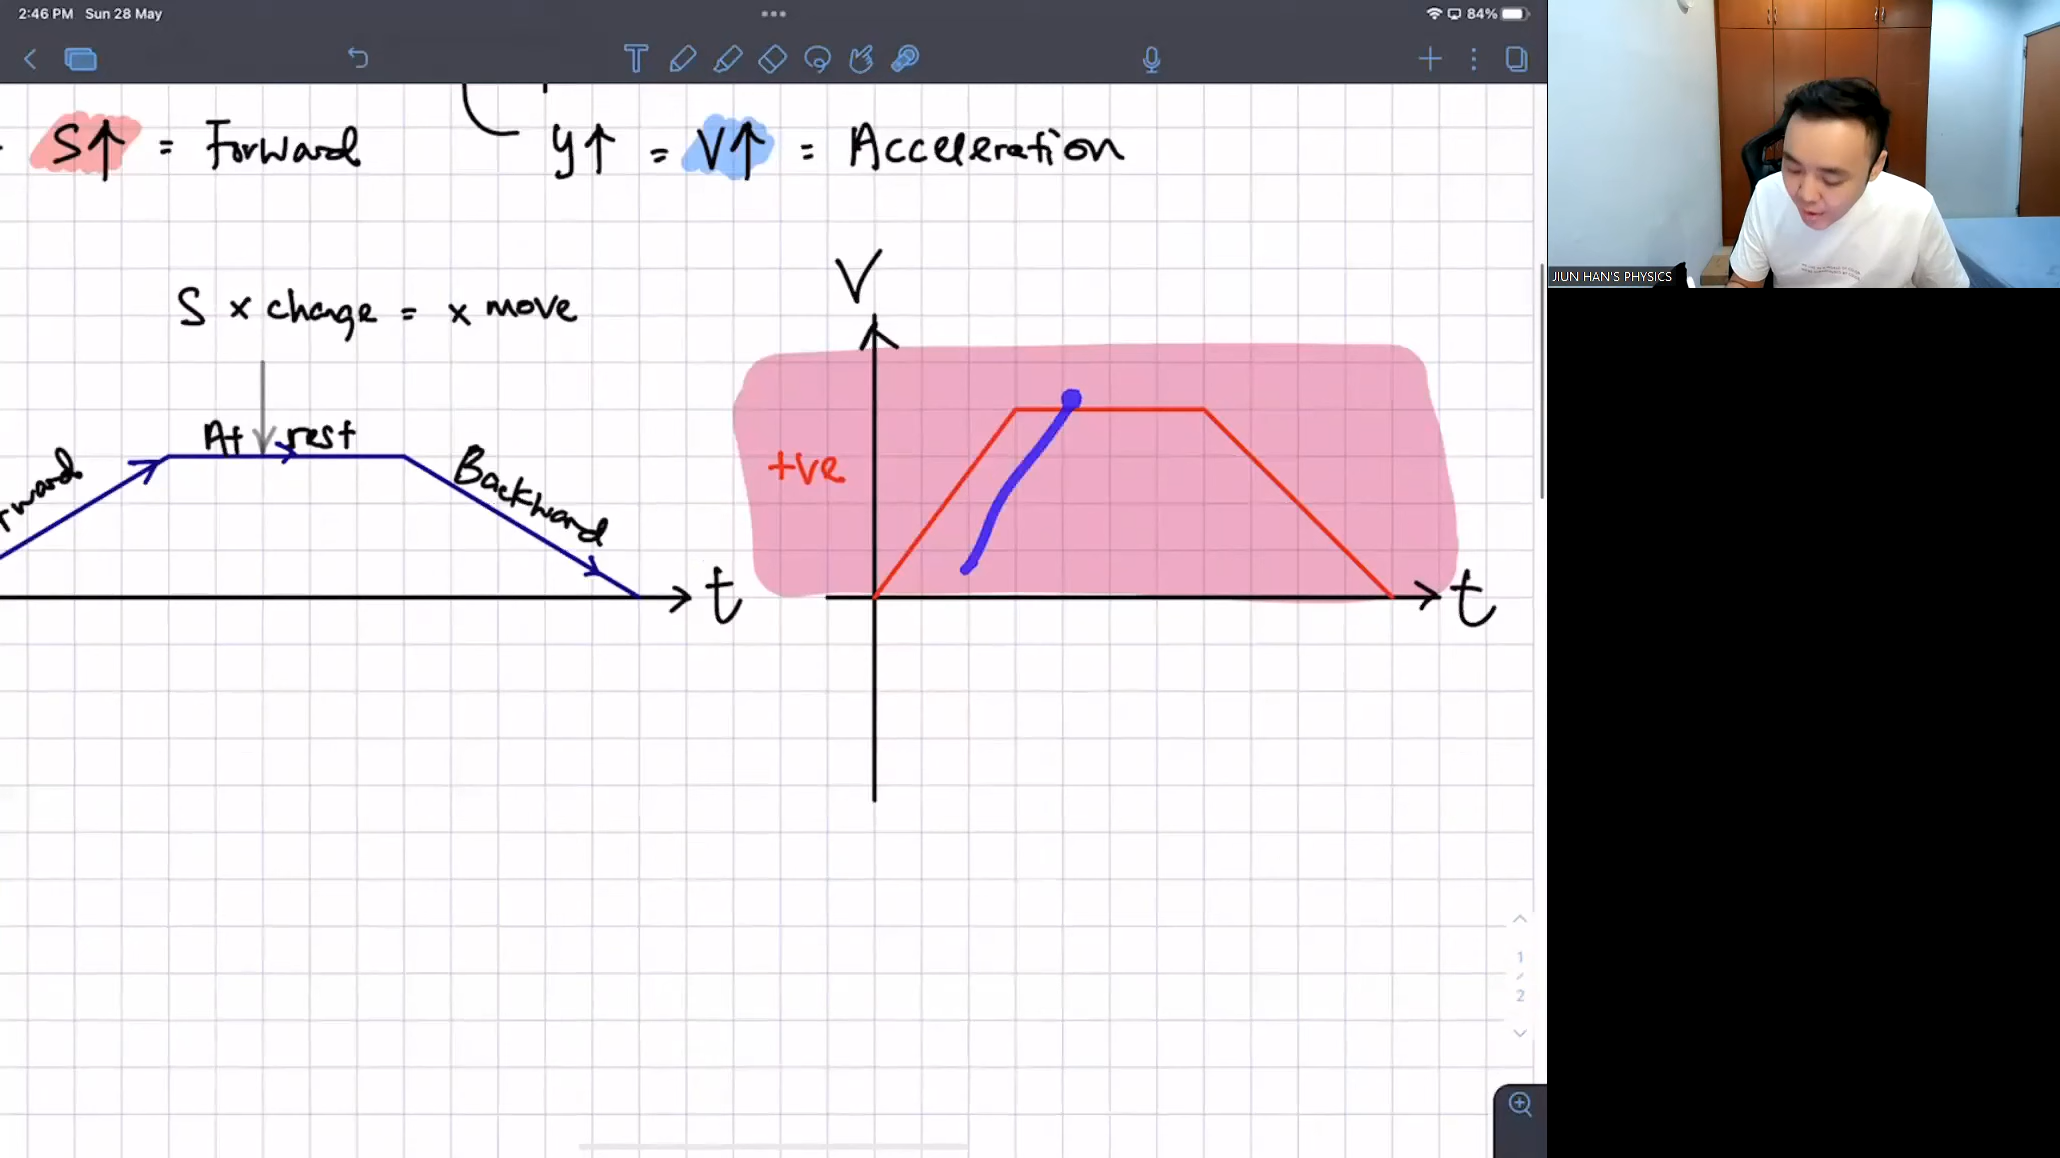 2:46 PM Sun 28 May
84%
S↑ = Forward
y↑ = V↑ = Acceleration
S × change = × move
V
At rest
Backward
+ve
t
t
JIUN HAN'S PHYSICS
1
2